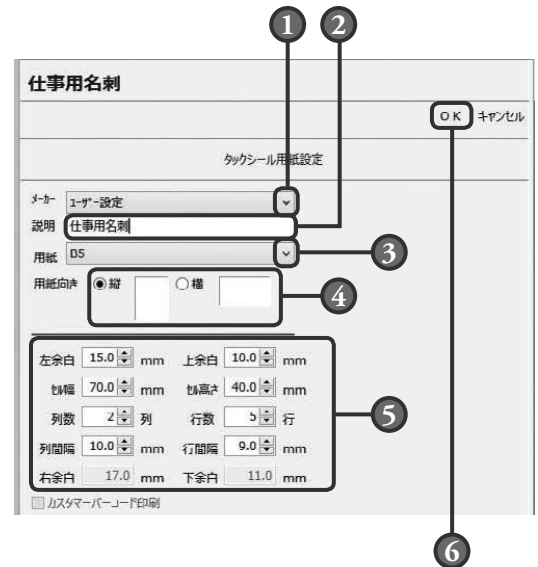 1 2
仕事用名刺
OK キャンセル
タックシール用紙設定
メーカー ユーザー設定
説明 仕事用名刺
用紙 B5
3
用紙向き 縦 横
4
左余白 15.0 mm 上余白 10.0 mm
セル幅 70.0 mm セル高さ 40.0 mm
列数 2 列 行数 5 行
5
列間隔 10.0 mm 行間隔 9.0 mm
右余白 17.0 mm 下余白 11.0 mm
カスタマーバーコード印刷
6